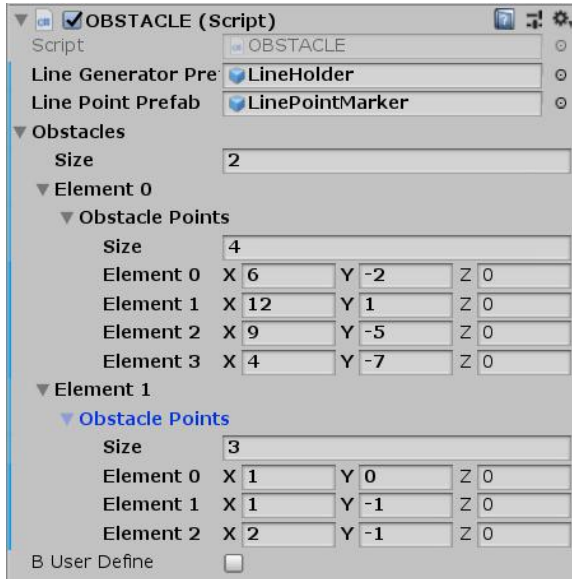 OBSTACLE (Script)
Script OBSTACLE
Line Generator Pre LineHolder
Line Point Prefab LinePointMarker
Obstacles
Size 2
Element 0
Obstacle Points
Size 4
Element 0 X 6 Y -2 Z 0
Element 1 X 12 Y 1 Z 0
Element 2 X 9 Y -5 Z 0
Element 3 X 4 Y -7 Z 0
Element 1
Obstacle Points
Size 3
Element 0 X 1 Y 0 Z 0
Element 1 X 1 Y -1 Z 0
Element 2 X 2 Y -1 Z 0
B User Define